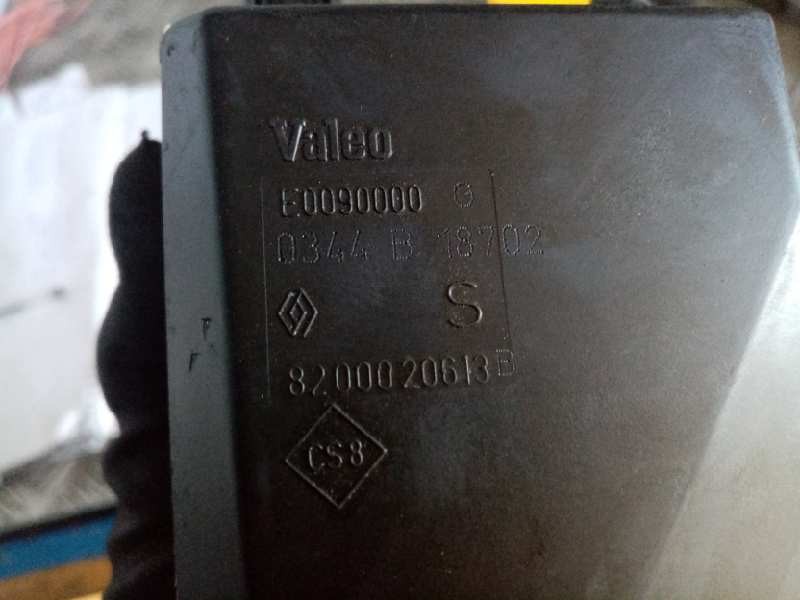 Valeo
E0090000 G
0344 B 18702
S
8200020613 B
CS8